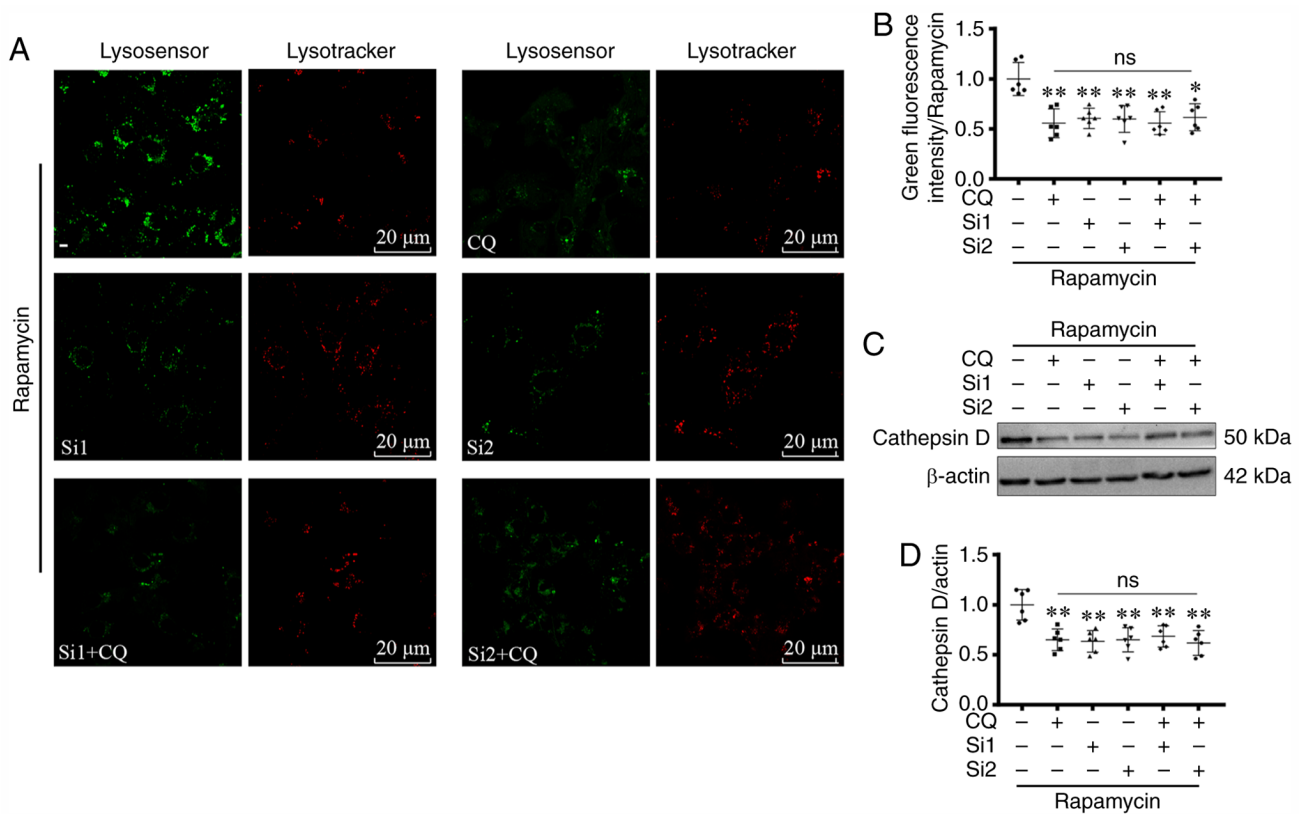 A
Lysosensor Lysotracker Lysosensor Lysotracker
Rapamycin
20 µm
CQ 20 µm
Si1 20 µm
Si2 20 µm
Si1+CQ 20 µm
Si2+CQ 20 µm
B
Green fluorescence
intensity/Rapamycin
1.5
1.0
0.5
0.0
ns
** ** ** ** *
CQ – + – – + +
Si1 – – + – + –
Si2 – – – + – +
Rapamycin
C
Rapamycin
CQ – + – – + +
Si1 – – + – + –
Si2 – – – + – +
Cathepsin D 50 kDa
β-actin 42 kDa
D
Cathepsin D/actin
1.5
1.0
0.5
0.0
ns
** ** ** ** **
CQ – + – – + +
Si1 – – + – + –
Si2 – – – + – +
Rapamycin